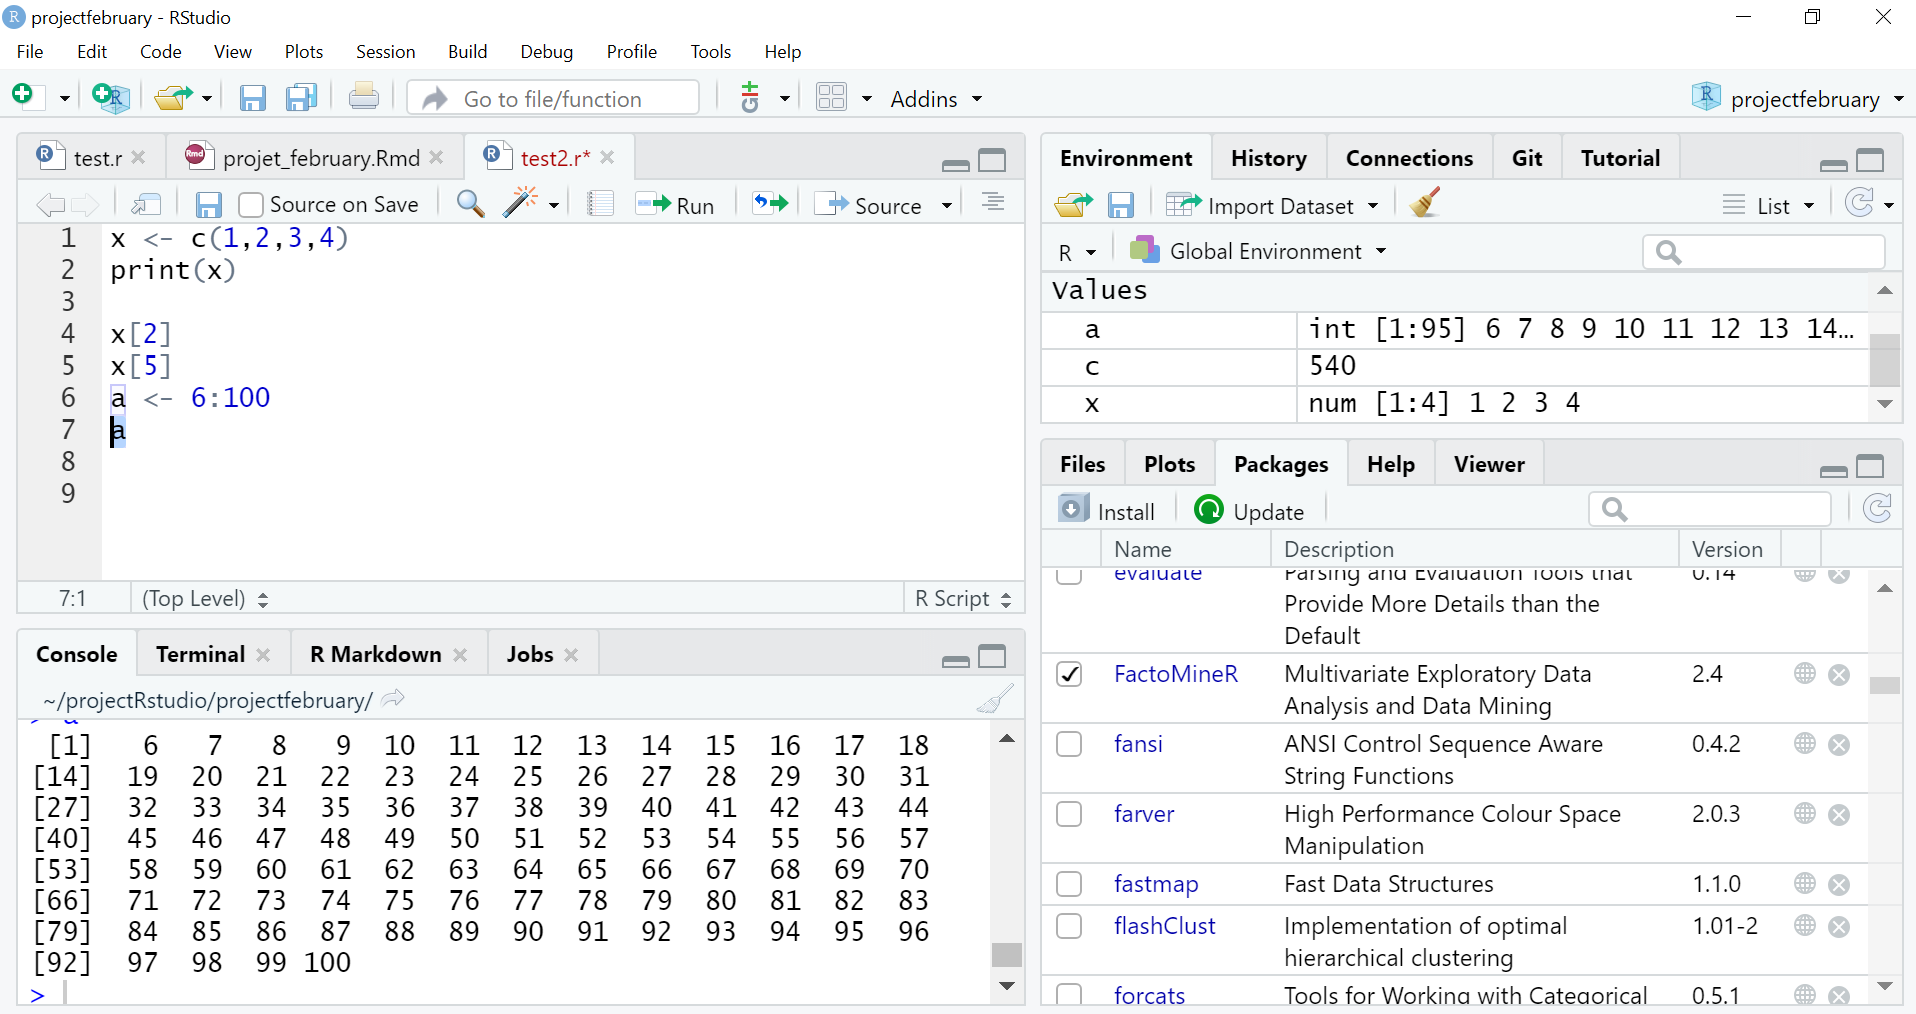 projectfebruary - RStudio
File Edit Code View Plots Session Build Debug Profile Tools Help
Go to file/function Addins projectfebruary
test.r projet_february.Rmd test2.r*
Source on Save Run Source
1 x <- c(1,2,3,4)
2 print(x)
3
4 x[2]
5 x[5]
6 a <- 6:100
7 a
8
9
7:1 (Top Level) R Script
Console Terminal R Markdown Jobs
~/projectRstudio/projectfebruary/
> a
[1] 6 7 8 9 10 11 12 13 14 15 16 17 18
[14] 19 20 21 22 23 24 25 26 27 28 29 30 31
[27] 32 33 34 35 36 37 38 39 40 41 42 43 44
[40] 45 46 47 48 49 50 51 52 53 54 55 56 57
[53] 58 59 60 61 62 63 64 65 66 67 68 69 70
[66] 71 72 73 74 75 76 77 78 79 80 81 82 83
[79] 84 85 86 87 88 89 90 91 92 93 94 95 96
[92] 97 98 99 100
>
Environment History Connections Git Tutorial
Import Dataset List
R Global Environment
Values
a int [1:95] 6 7 8 9 10 11 12 13 14…
c 540
x num [1:4] 1 2 3 4
Files Plots Packages Help Viewer
Install Update
Name Description Version
evaluate Parsing and Evaluation Tools that 0.14
Provide More Details than the
Default
FactoMineR Multivariate Exploratory Data 2.4
Analysis and Data Mining
fansi ANSI Control Sequence Aware 0.4.2
String Functions
farver High Performance Colour Space 2.0.3
Manipulation
fastmap Fast Data Structures 1.1.0
flashClust Implementation of optimal 1.01-2
hierarchical clustering
forcats Tools for Working with Categorical 0.5.1